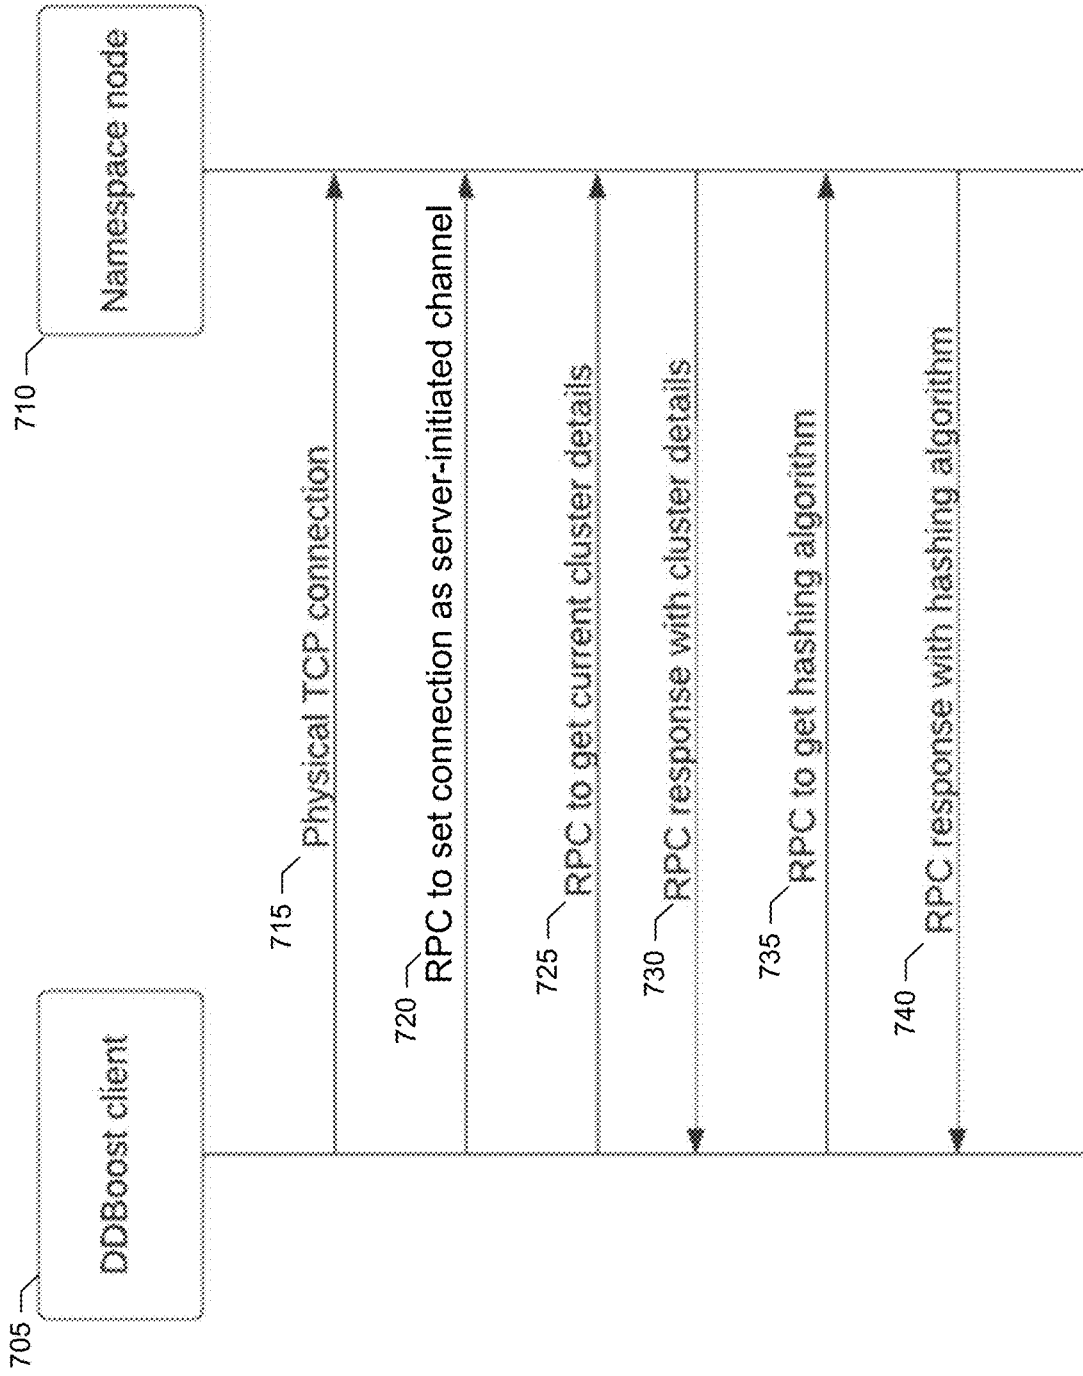 705
DDBoost client
710
Namespace node
715
Physical TCP connection
720
RPC to set connection as server-initiated channel
725
RPC to get current cluster details
730
RPC response with cluster details
735
RPC to get hashing algorithm
740
RPC response with hashing algorithm